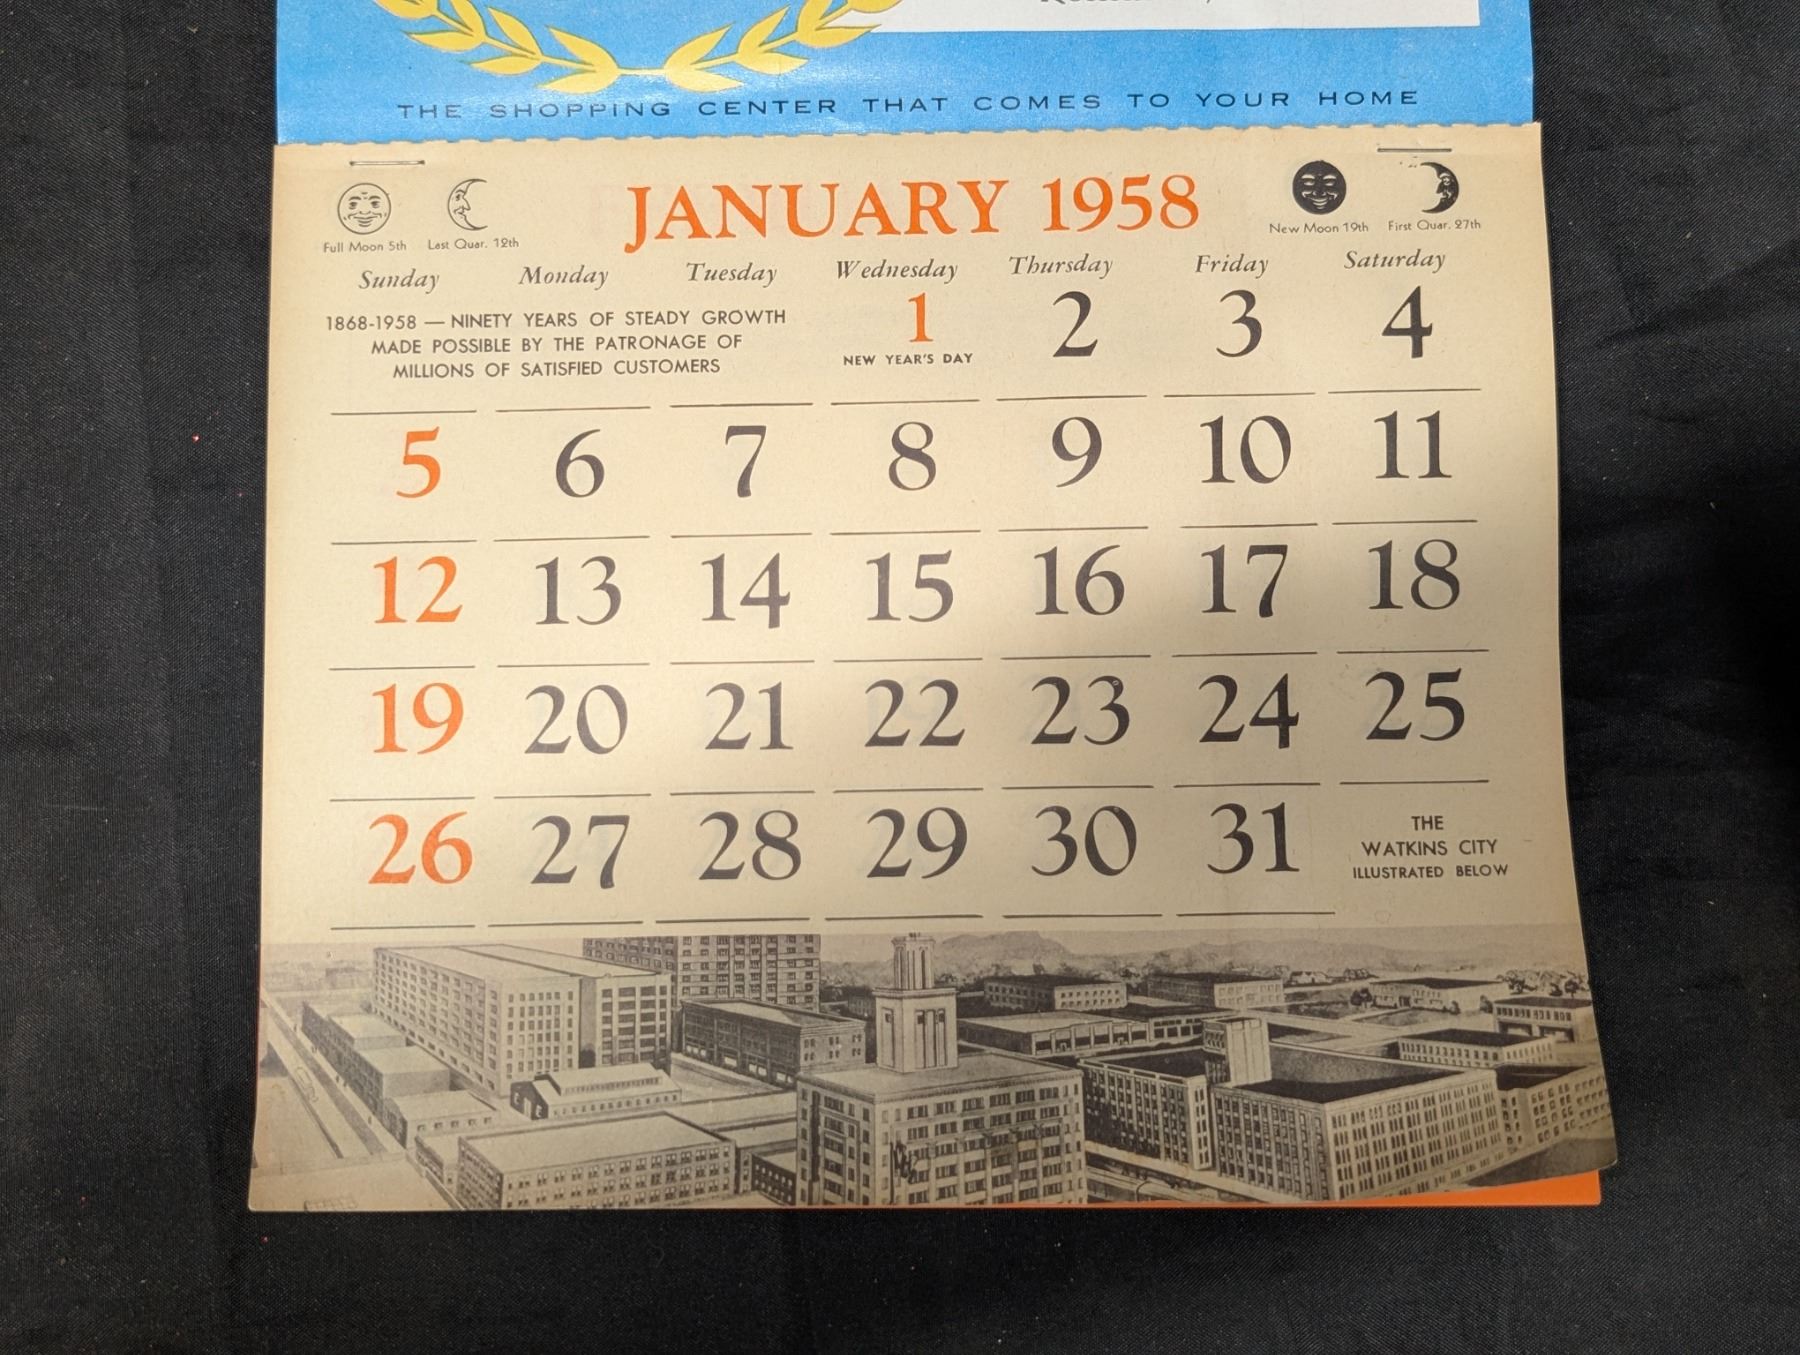 THE SHOPPING CENTER THAT COMES TO YOUR HOME
JANUARY 1958
Full Moon 5th Last Quar. 12th
New Moon 19th First Quar. 27th
Sunday Monday Tuesday Wednesday Thursday Friday Saturday
1868-1958 — NINETY YEARS OF STEADY GROWTH
MADE POSSIBLE BY THE PATRONAGE OF
MILLIONS OF SATISFIED CUSTOMERS
1 2 3 4
NEW YEAR'S DAY
5 6 7 8 9 10 11
12 13 14 15 16 17 18
19 20 21 22 23 24 25
26 27 28 29 30 31
THE
WATKINS CITY
ILLUSTRATED BELOW